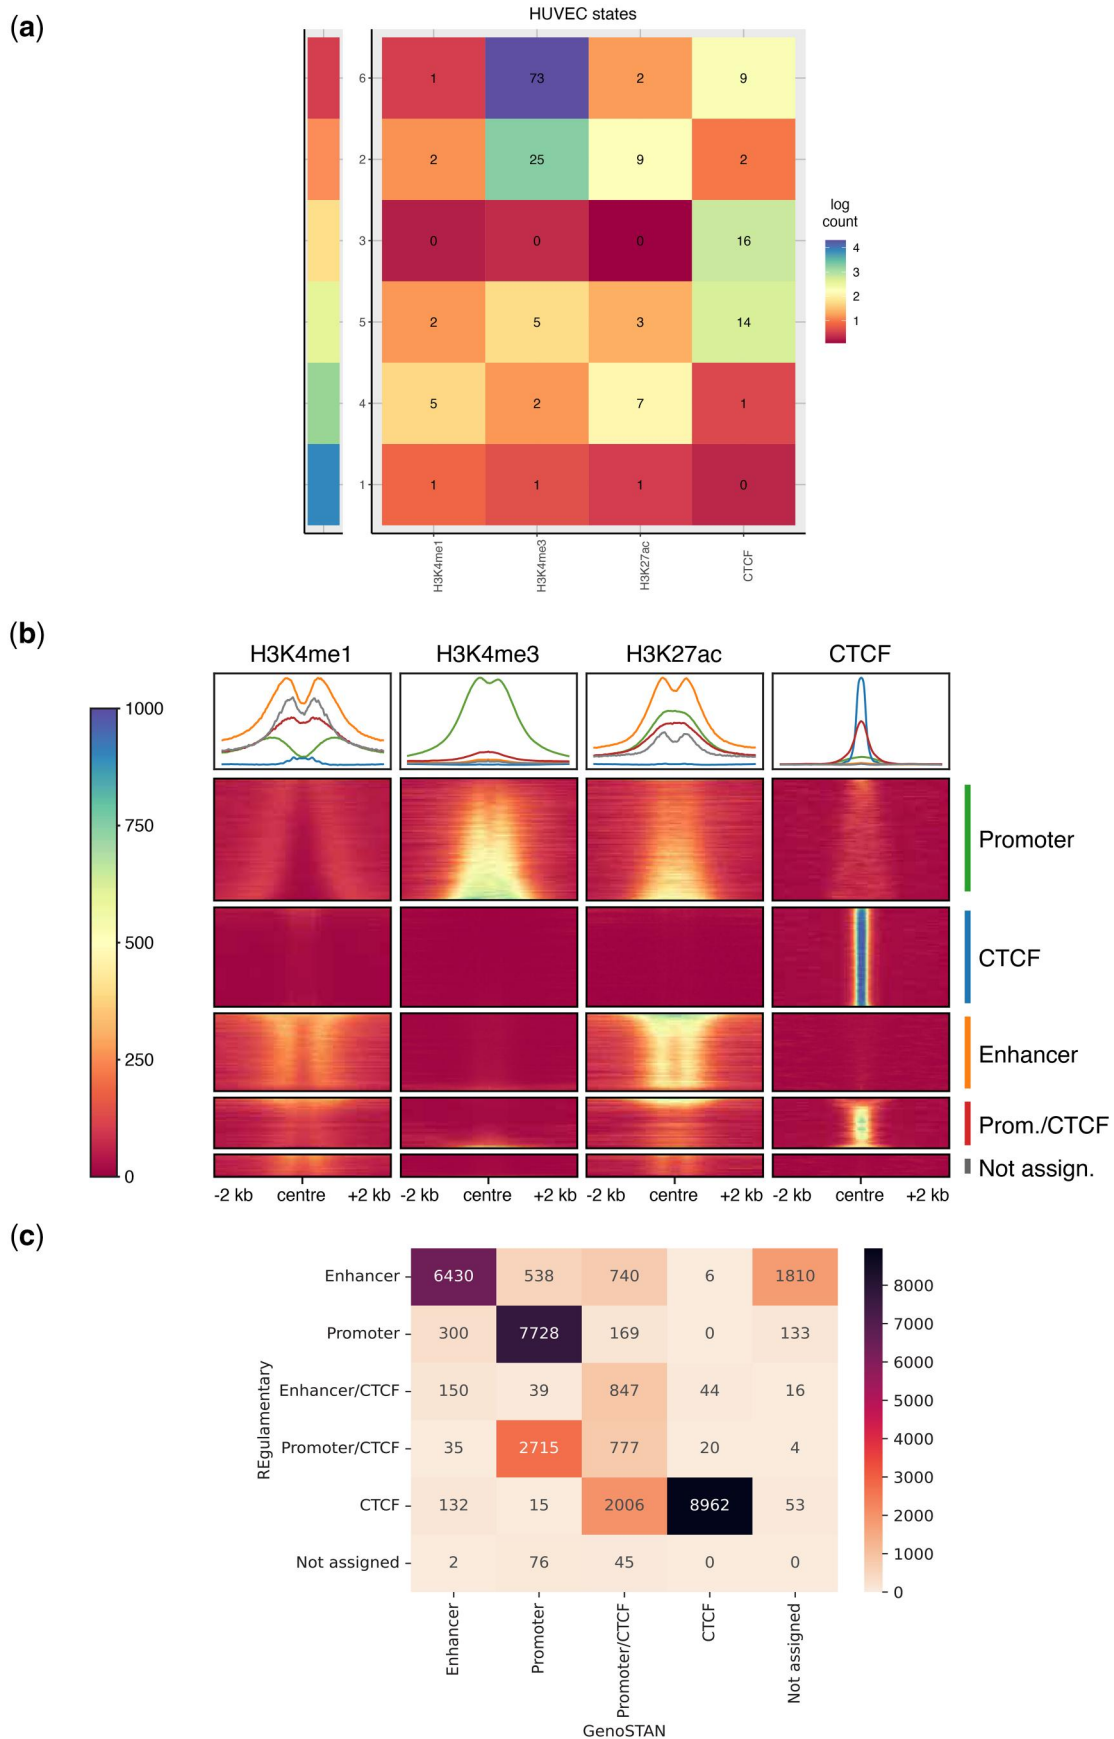 (a)
HUVEC states
6 1 73 2 9
2 2 25 9 2
3 0 0 0 16
5 2 5 3 14
4 5 2 7 1
1 1 1 1 0
H3K4me1 H3K4me3 H3K27ac CTCF
log
count
4
3
2
1
(b)
H3K4me1 H3K4me3 H3K27ac CTCF
1000
750
500
250
0
Promoter
CTCF
Enhancer
Prom./CTCF
Not assign.
-2 kb centre +2 kb -2 kb centre +2 kb -2 kb centre +2 kb -2 kb centre +2 kb
(c)
REgulamentary
Enhancer 6430 538 740 6 1810
Promoter 300 7728 169 0 133
Enhancer/CTCF 150 39 847 44 16
Promoter/CTCF 35 2715 777 20 4
CTCF 132 15 2006 8962 53
Not assigned 2 76 45 0 0
Enhancer Promoter Promoter/CTCF CTCF Not assigned
GenoSTAN
8000
7000
6000
5000
4000
3000
2000
1000
0